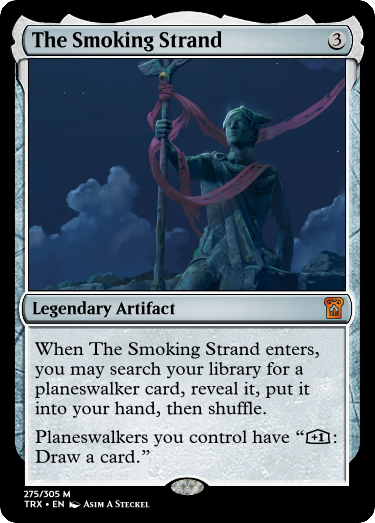 The Smoking Strand 3
Legendary Artifact
When The Smoking Strand enters,
you may search your library for a
planeswalker card, reveal it, put it
into your hand, then shuffle.
Planeswalkers you control have “+1:
Draw a card.”
275/305 M
TRX • EN Asim A Steckel